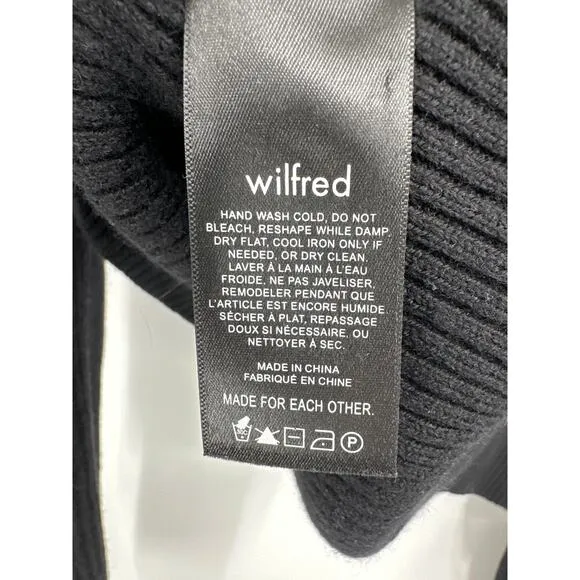 wilfred
HAND WASH COLD, DO NOT
BLEACH, RESHAPE WHILE DAMP,
DRY FLAT, COOL IRON ONLY IF
NEEDED, OR DRY CLEAN.
LAVER À LA MAIN À L'EAU
FROIDE, NE PAS JAVELISER,
REMODELER PENDANT QUE
L'ARTICLE EST ENCORE HUMIDE.
SÉCHER À PLAT, REPASSAGE
DOUX SI NÉCESSAIRE, OU
NETTOYER À SEC.
MADE IN CHINA
FABRIQUÉ EN CHINE
MADE FOR EACH OTHER.
P